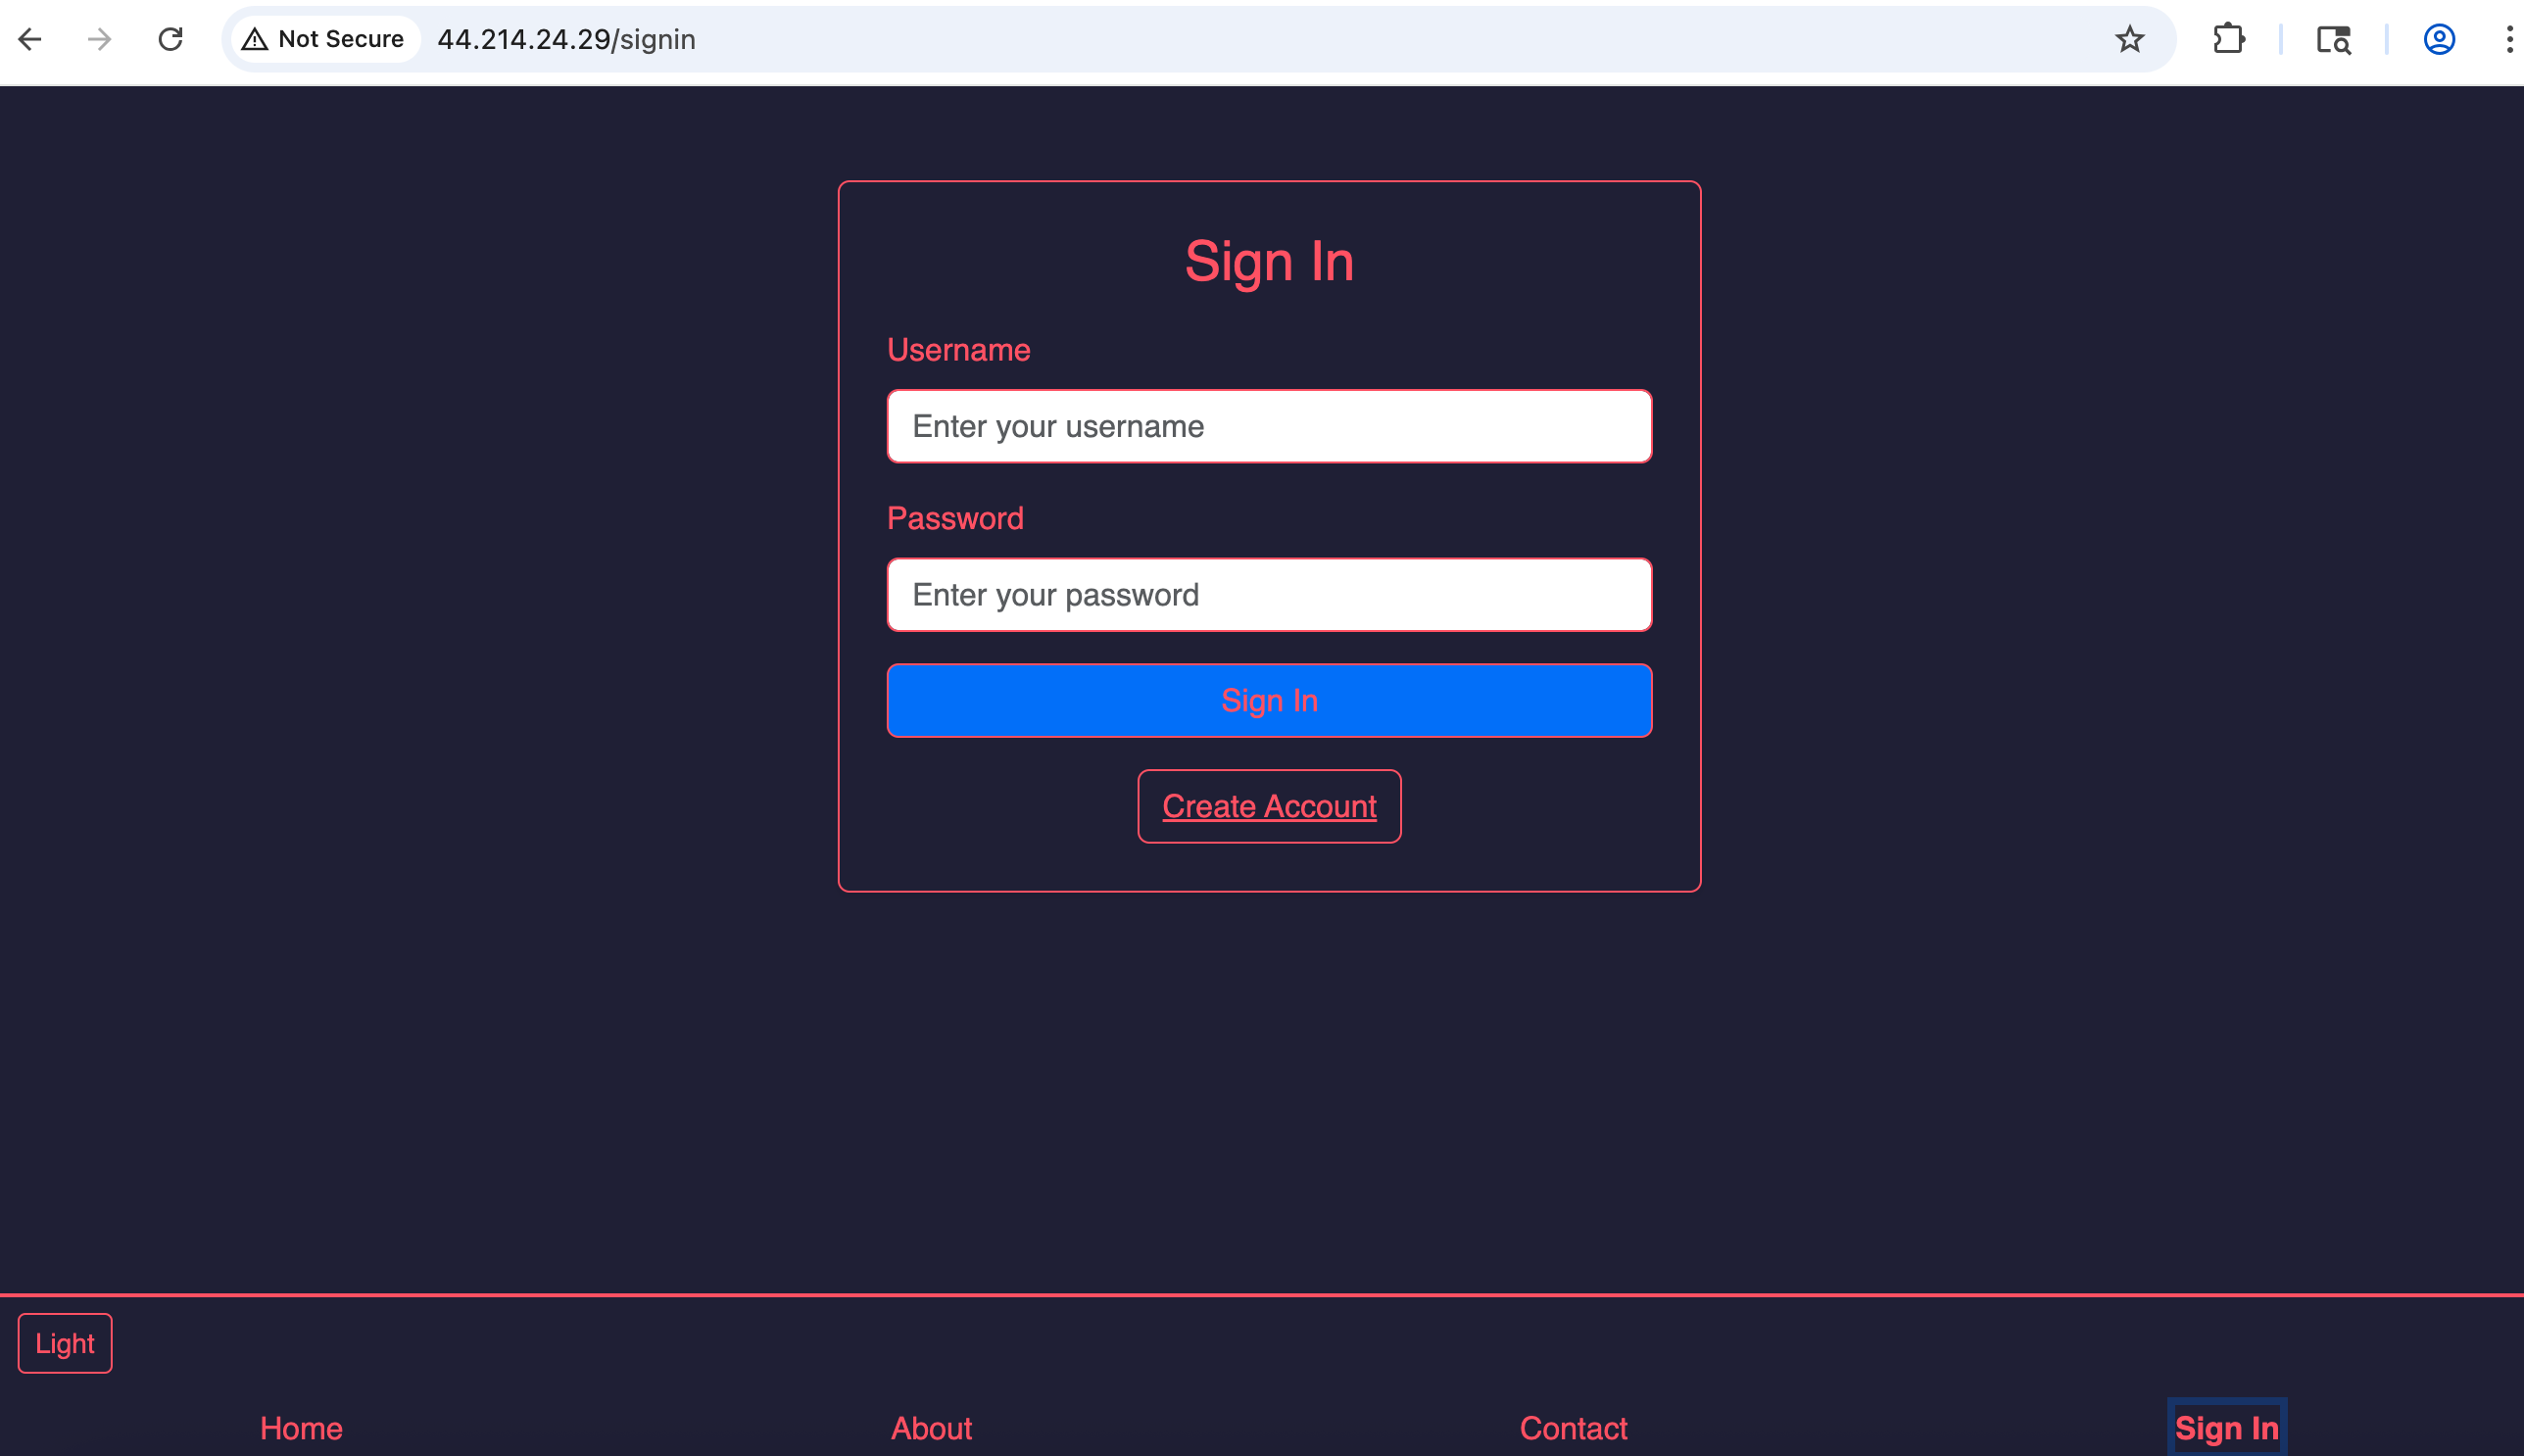 Not Secure 44.214.24.29/signin
Sign In
Username
Enter your username
Password
Enter your password
Sign In
Create Account
Light
Home About Contact Sign In